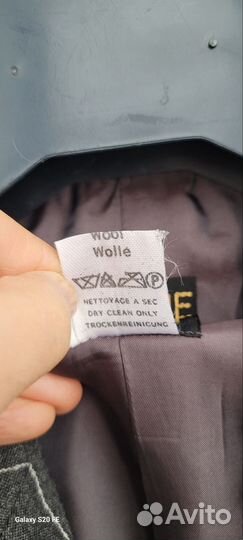 Wool
Wolle
P
NETTOYAGE A SEC
DRY CLEAN ONLY
TROCKENREINIGUNG
E
Galaxy S20 FE
Avito